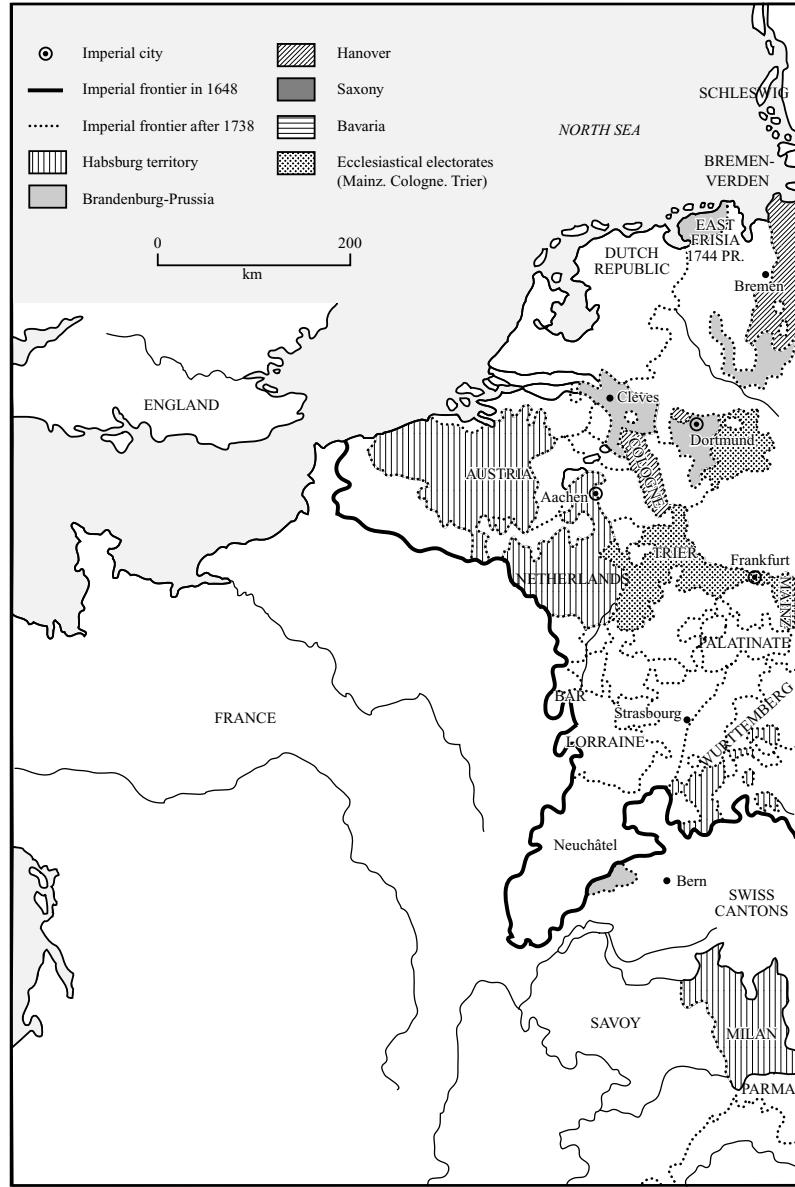 Imperial city
Imperial frontier in 1648
Imperial frontier after 1738
Habsburg territory
Brandenburg-Prussia
Hanover
Saxony
Bavaria
Ecclesiastical electorates
(Mainz. Cologne. Trier)
0 200
km
NORTH SEA
SCHLESWIG
BREMEN-
VERDEN
EAST
FRISIA
1744 PR.
DUTCH
REPUBLIC
Bremen
ENGLAND
Cleves
Dortmund
COLOGNE
AUSTRIA
Aachen
TRIER
Frankfurt
NETHERLANDS
MAINZ
PALATINATE
BAR
FRANCE
Strasbourg
WURTTEMBERG
LORRAINE
Neuchâtel
Bern
SWISS
CANTONS
SAVOY
MILAN
PARMA